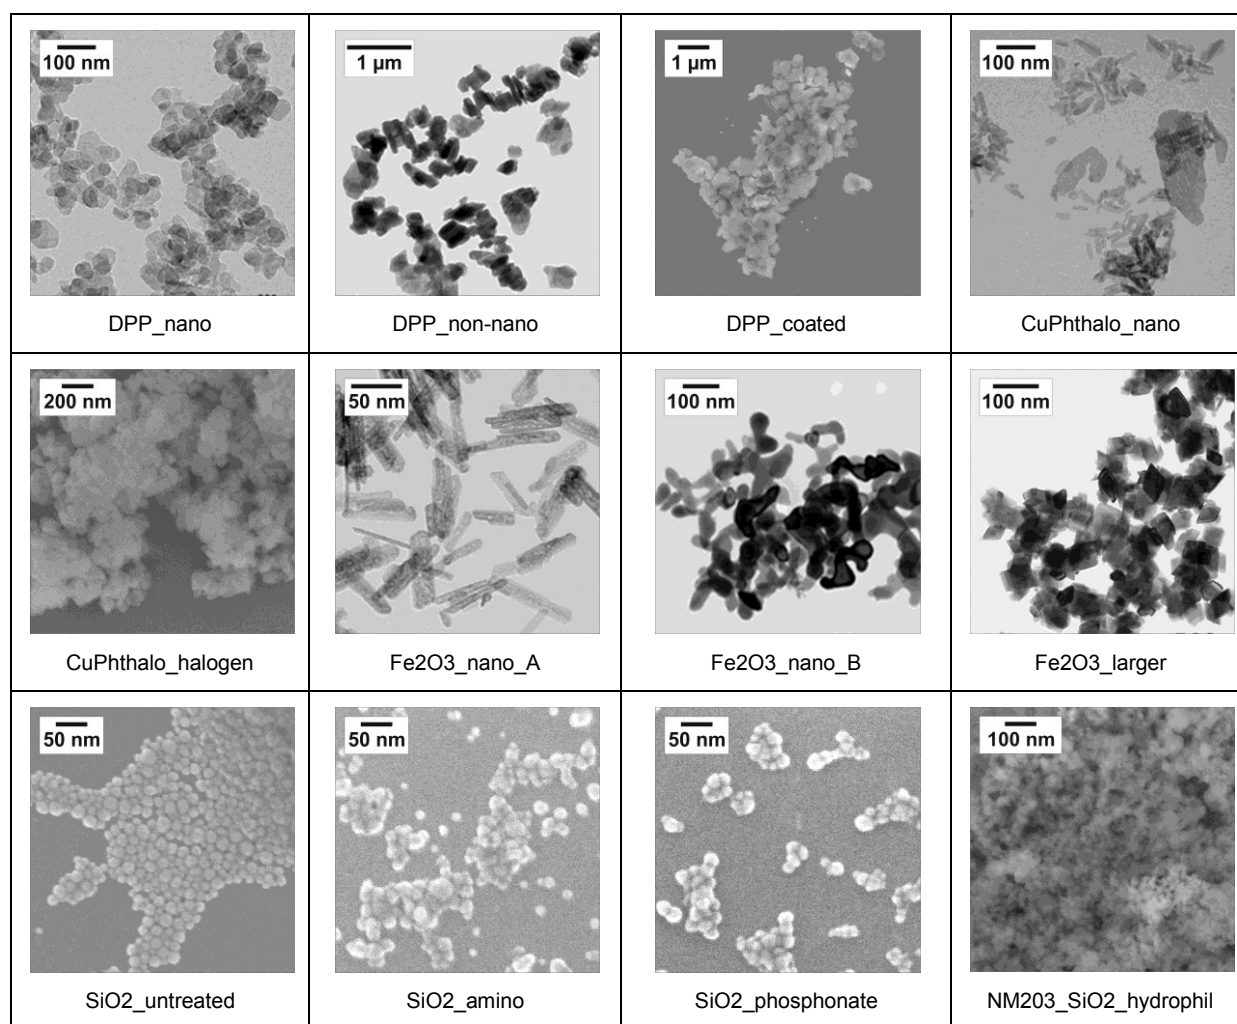 100 nm
1 µm
1 µm
100 nm
DPP_nano
DPP_non-nano
DPP_coated
CuPhthalo_nano
200 nm
50 nm
100 nm
100 nm
CuPhthalo_halogen
Fe2O3_nano_A
Fe2O3_nano_B
Fe2O3_larger
50 nm
50 nm
50 nm
100 nm
SiO2_untreated
SiO2_amino
SiO2_phosphonate
NM203_SiO2_hydrophil